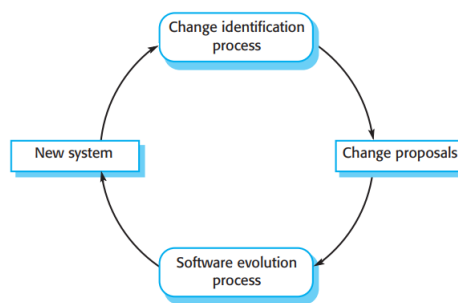 Change identification
process
New system
Change proposals
Software evolution
process